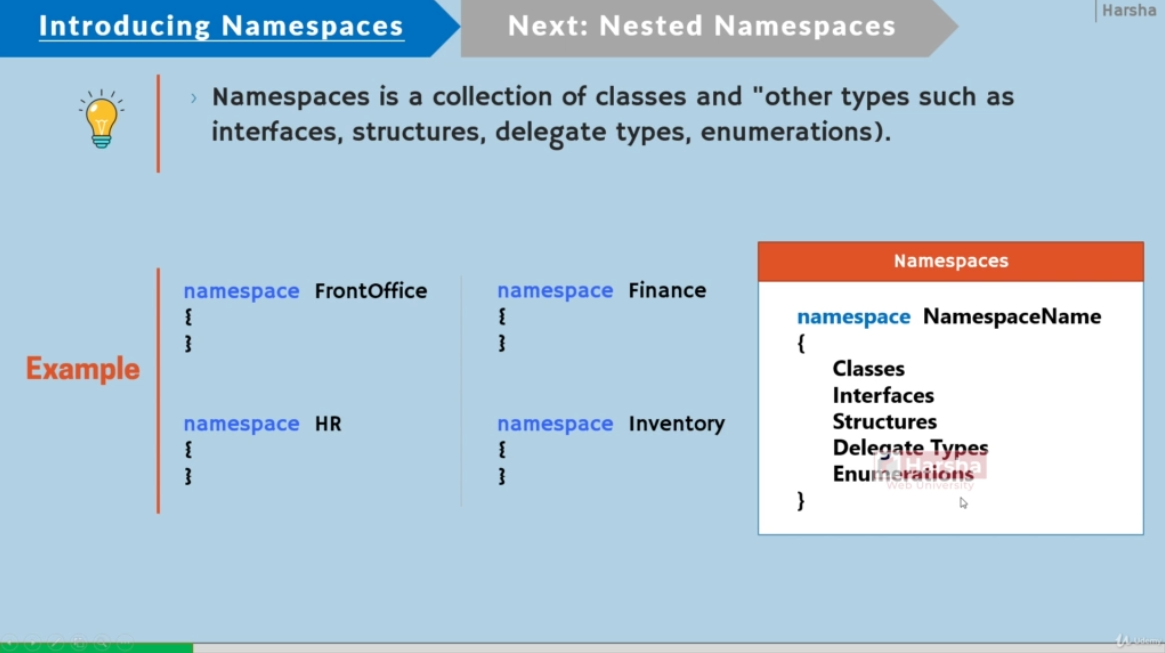 Introducing Namespaces
Next: Nested Namespaces
Harsha
› Namespaces is a collection of classes and "other types such as
interfaces, structures, delegate types, enumerations).
Example
namespace FrontOffice
{
}
namespace Finance
{
}
namespace HR
{
}
namespace Inventory
{
}
Namespaces
namespace NamespaceName
{
Classes
Interfaces
Structures
Delegate Types
Enumerations
}
Harsha
Web University
Udemy